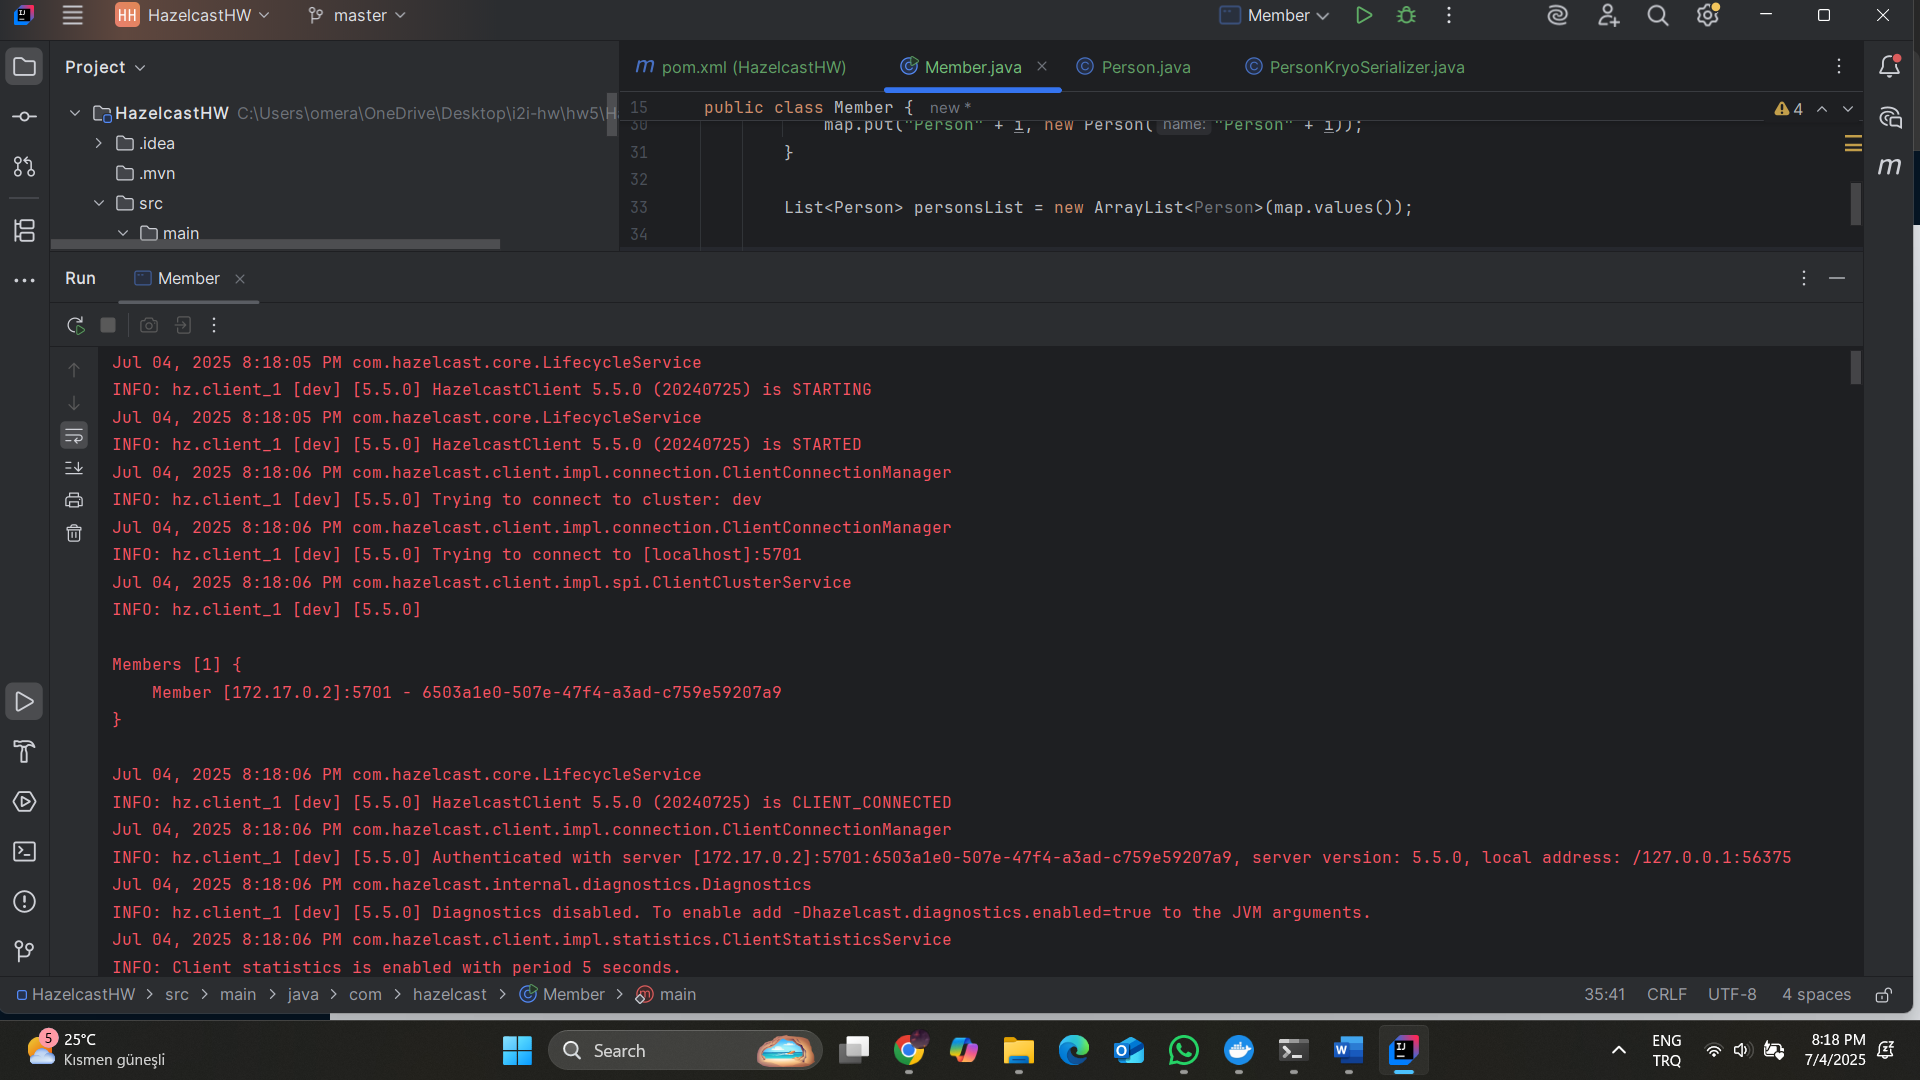 HH HazelcastHW
master
Member
Project
pom.xml (HazelcastHW)
Member.java
Person.java
PersonKryoSerializer.java
HazelcastHW C:\Users\omera\OneDrive\Desktop\i2i-hw\hw5\H
.idea
.mvn
src
main
15 public class Member { new *
4
30 map.put("Person" + i, new Person( name: "Person" + i));
31 }
32
33 List<Person> personsList = new ArrayList<Person>(map.values());
34
Run
Member
Jul 04, 2025 8:18:05 PM com.hazelcast.core.LifecycleService
INFO: hz.client_1 [dev] [5.5.0] HazelcastClient 5.5.0 (20240725) is STARTING
Jul 04, 2025 8:18:05 PM com.hazelcast.core.LifecycleService
INFO: hz.client_1 [dev] [5.5.0] HazelcastClient 5.5.0 (20240725) is STARTED
Jul 04, 2025 8:18:06 PM com.hazelcast.client.impl.connection.ClientConnectionManager
INFO: hz.client_1 [dev] [5.5.0] Trying to connect to cluster: dev
Jul 04, 2025 8:18:06 PM com.hazelcast.client.impl.connection.ClientConnectionManager
INFO: hz.client_1 [dev] [5.5.0] Trying to connect to [localhost]:5701
Jul 04, 2025 8:18:06 PM com.hazelcast.client.impl.spi.ClientClusterService
INFO: hz.client_1 [dev] [5.5.0]
Members [1] {
Member [172.17.0.2]:5701 - 6503a1e0-507e-47f4-a3ad-c759e59207a9
}
Jul 04, 2025 8:18:06 PM com.hazelcast.core.LifecycleService
INFO: hz.client_1 [dev] [5.5.0] HazelcastClient 5.5.0 (20240725) is CLIENT_CONNECTED
Jul 04, 2025 8:18:06 PM com.hazelcast.client.impl.connection.ClientConnectionManager
INFO: hz.client_1 [dev] [5.5.0] Authenticated with server [172.17.0.2]:5701:6503a1e0-507e-47f4-a3ad-c759e59207a9, server version: 5.5.0, local address: /127.0.0.1:56375
Jul 04, 2025 8:18:06 PM com.hazelcast.internal.diagnostics.Diagnostics
INFO: hz.client_1 [dev] [5.5.0] Diagnostics disabled. To enable add -Dhazelcast.diagnostics.enabled=true to the JVM arguments.
Jul 04, 2025 8:18:06 PM com.hazelcast.client.impl.statistics.ClientStatisticsService
INFO: Client statistics is enabled with period 5 seconds.
HazelcastHW > src > main > java > com > hazelcast > Member > main
35:41 CRLF UTF-8 4 spaces
5
25°C
Kısmen güneşli
Search
ENG
TRQ
8:18 PM
7/4/2025